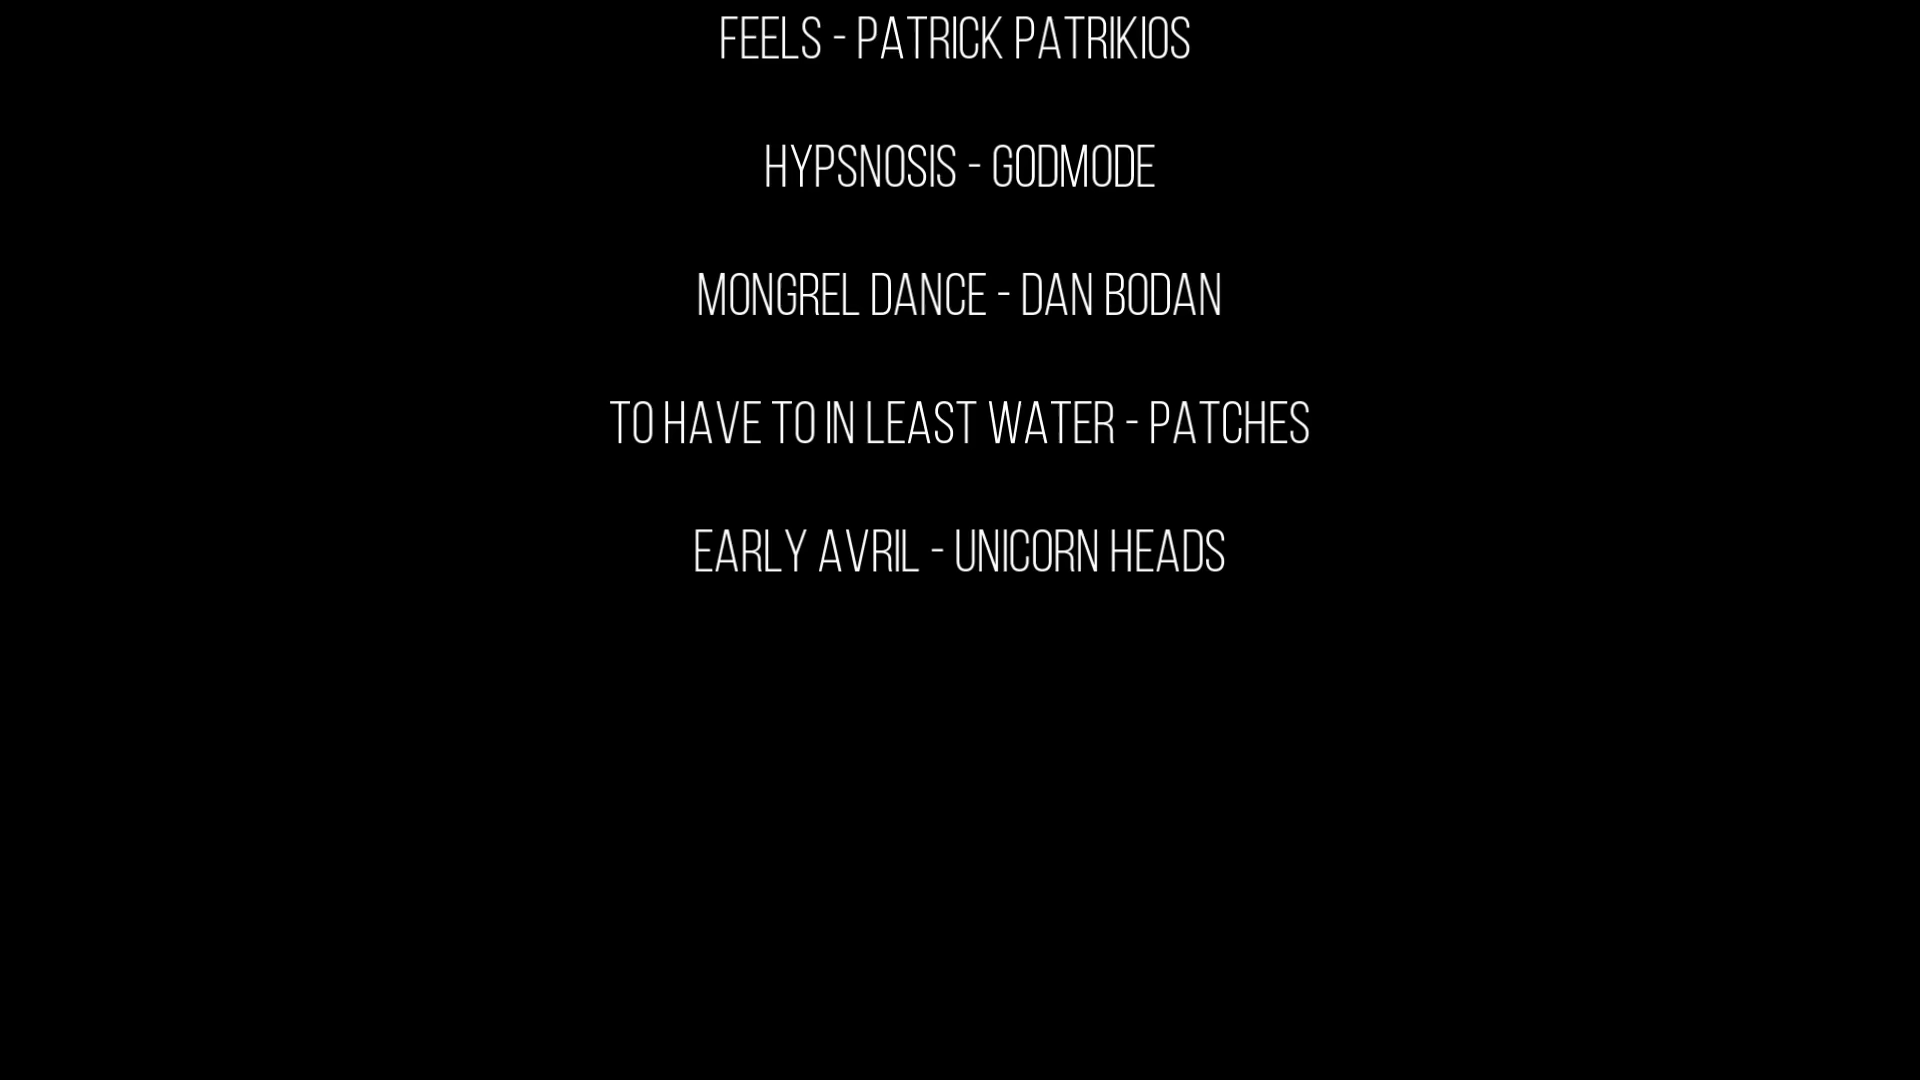 FEELS - PATRICK PATRIKIOS
HYPSNOSIS - GODMODE
MONGREL DANCE - DAN BODAN
TO HAVE TO IN LEAST WATER - PATCHES
EARLY AVRIL - UNICORN HEADS